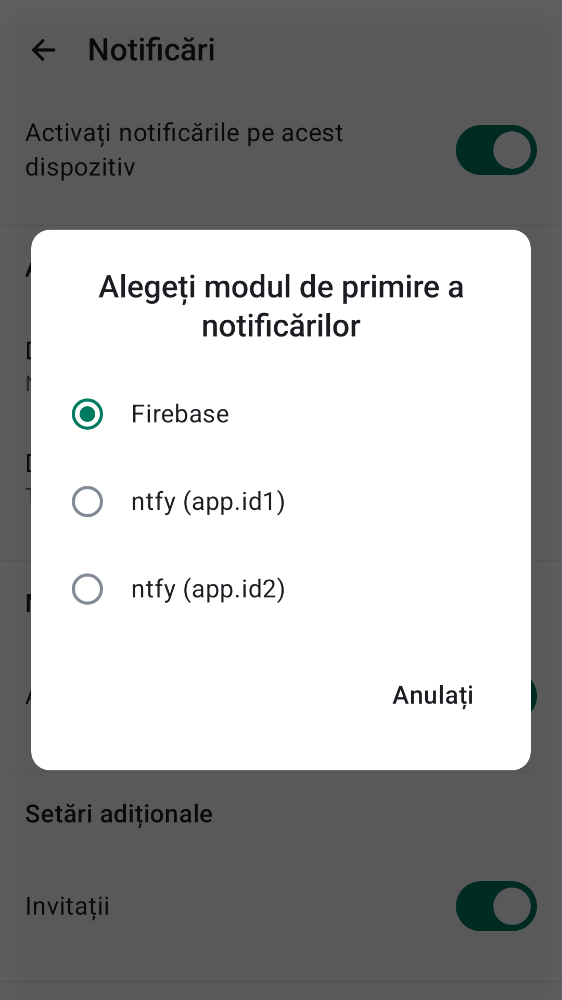 Notificări
Activați notificările pe acest
dispozitiv
Alegeți modul de primire a
notificărilor
Firebase
ntfy (app.id1)
ntfy (app.id2)
Anulați
Setări adiționale
Invitații